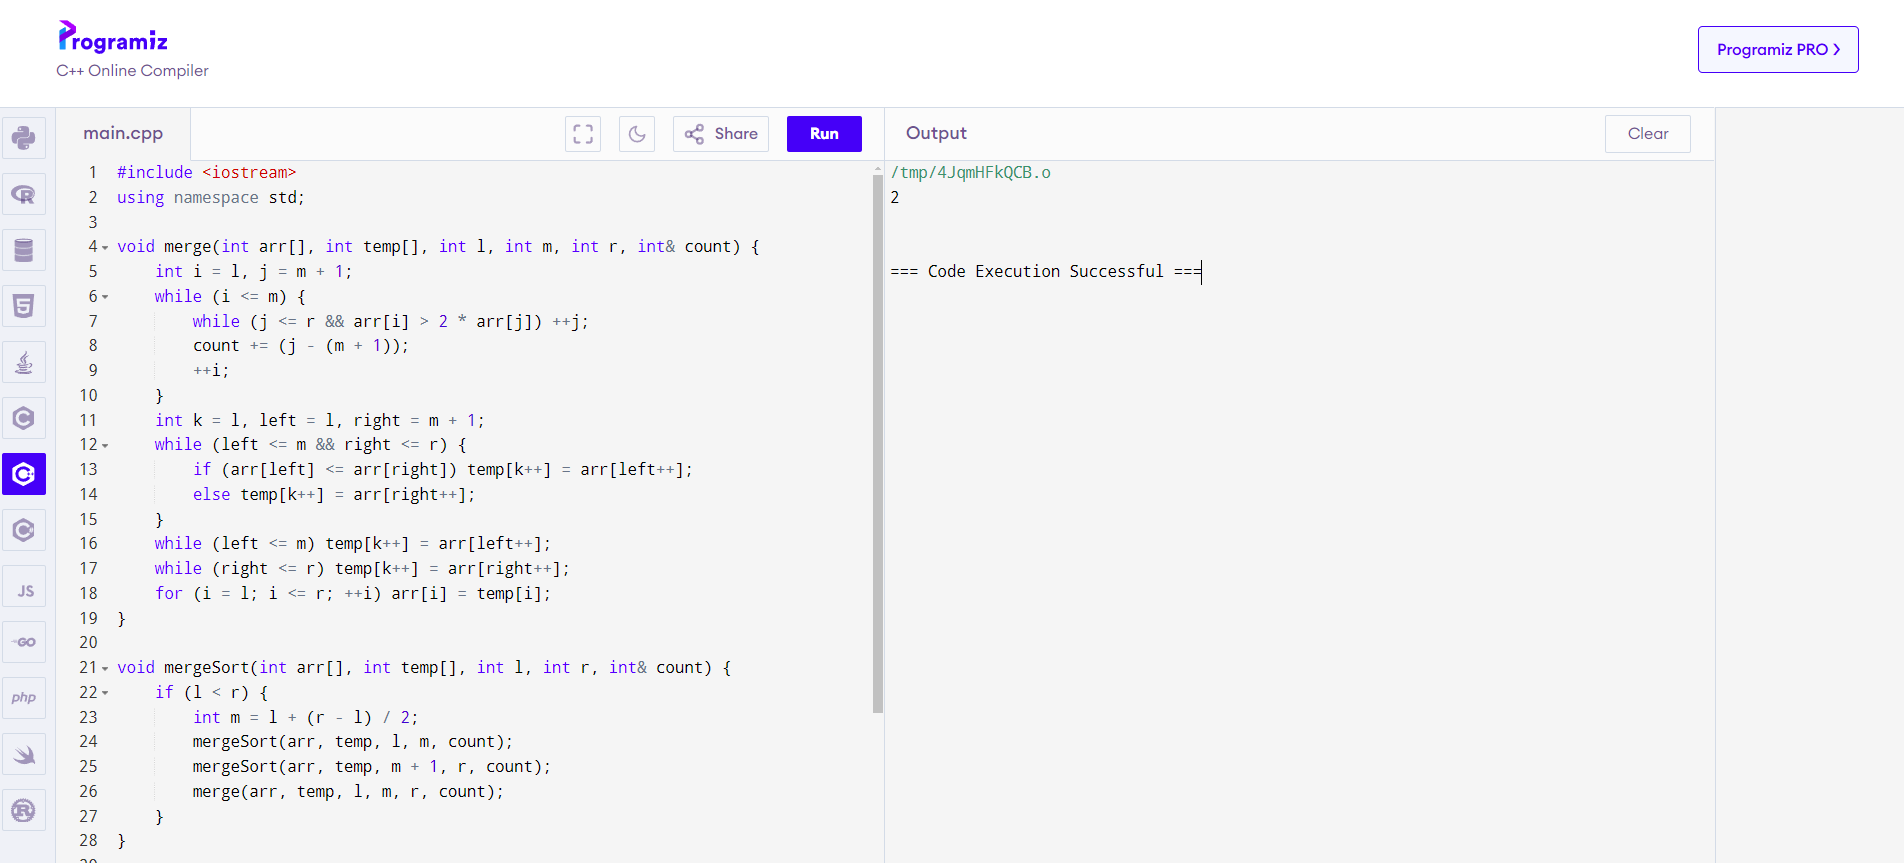 Programiz
C++ Online Compiler
Programiz PRO
main.cpp
Share
Run
Output
Clear
1 #include <iostream>
2 using namespace std;
3
4 void merge(int arr[], int temp[], int l, int m, int r, int& count) {
5 int i = l, j = m + 1;
6 while (i <= m) {
7 while (j <= r && arr[i] > 2 * arr[j]) ++j;
8 count += (j - (m + 1));
9 ++i;
10 }
11 int k = l, left = l, right = m + 1;
12 while (left <= m && right <= r) {
13 if (arr[left] <= arr[right]) temp[k++] = arr[left++];
14 else temp[k++] = arr[right++];
15 }
16 while (left <= m) temp[k++] = arr[left++];
17 while (right <= r) temp[k++] = arr[right++];
18 for (i = l; i <= r; ++i) arr[i] = temp[i];
19 }
20
21 void mergeSort(int arr[], int temp[], int l, int r, int& count) {
22 if (l < r) {
23 int m = l + (r - l) / 2;
24 mergeSort(arr, temp, l, m, count);
25 mergeSort(arr, temp, m + 1, r, count);
26 merge(arr, temp, l, m, r, count);
27 }
28 }
/tmp/4JqmHFkQCB.o
2
=== Code Execution Successful ===
R
5
C
C
C
JS
GO
php
R